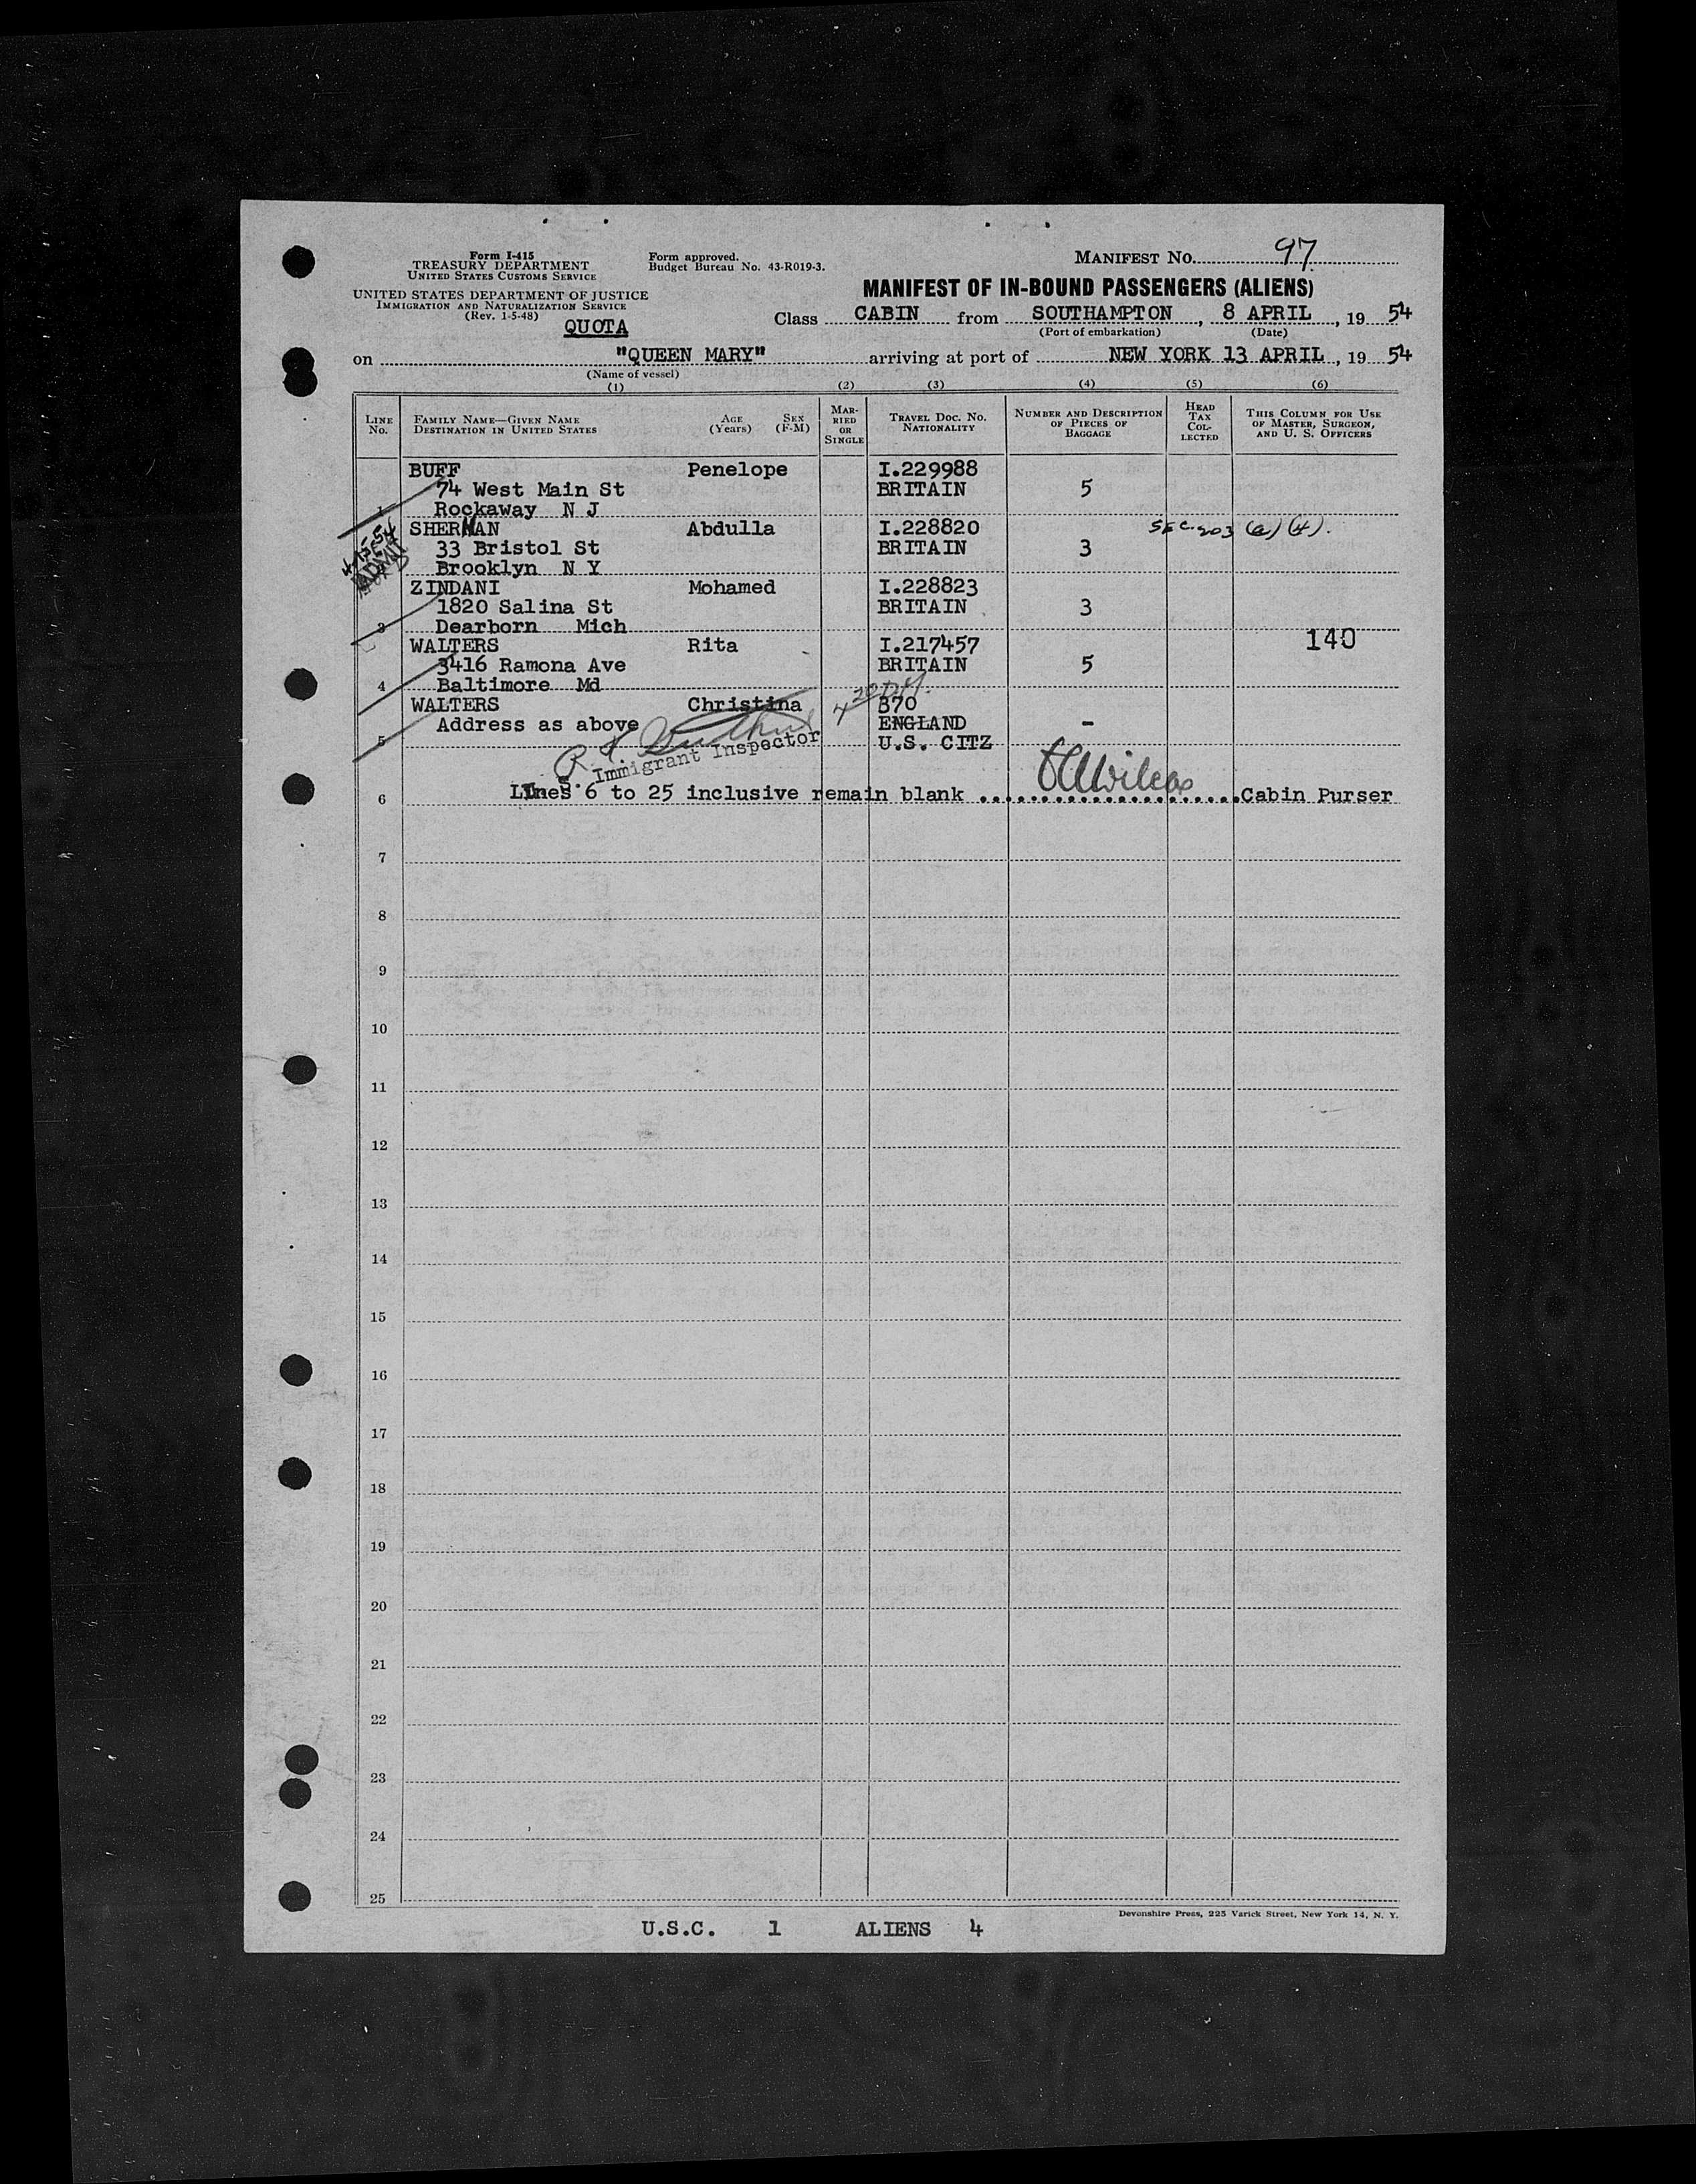 Form I-415
TREASURY DEPARTMENT
UNITED STATES CUSTOMS SERVICE
UNITED STATES DEPARTMENT OF JUSTICE
IMMIGRATION AND NATURALIZATION SERVICE
(Rev. 1-5-48)
QUOTA
Form approved.
Budget Bureau No. 43-R019-3.
MANIFEST NO. 97
MANIFEST OF IN-BOUND PASSENGERS (ALIENS)
Class CABIN from SOUTHAMPTON, 8 APRIL, 19 54
(Port of embarkation) (Date)
on "QUEEN MARY" arriving at port of NEW YORK 13 APRIL, 19 54
(Name of vessel)
(1) (2) (3) (4) (5) (6)
LINE NO.
FAMILY NAME—GIVEN NAME
DESTINATION IN UNITED STATES
AGE (Years)
SEX (F-M)
MARRIED OR SINGLE
TRAVEL DOC. NO.
NATIONALITY
NUMBER AND DESCRIPTION OF PIECES OF BAGGAGE
HEAD TAX COLLECTED
THIS COLUMN FOR USE OF MASTER, SURGEON, AND U. S. OFFICERS
BUFF Penelope I.229988
74 West Main St BRITAIN 5
1 Rockaway N J
SHERMAN Abdulla I.228820 SEC. 203 (a) (4).
33 Bristol St BRITAIN 3
Brooklyn N Y
4-15-54
ADMIT
ZINDANI Mohamed I.228823
1820 Salina St BRITAIN 3
3 Dearborn Mich
WALTERS Rita I.217457 140
3416 Ramona Ave BRITAIN 5
4 Baltimore Md
WALTERS Christina 370
Address as above ENGLAND -
5 U.S. CITZ
U. S. Immigrant Inspector
6 Lines 6 to 25 inclusive remain blank Cabin Purser
7
8
9
10
11
12
13
14
15
16
17
18
19
20
21
22
23
24
25
Devonshire Press, 225 Varick Street, New York 14, N. Y.
U.S.C. 1 ALIENS 4